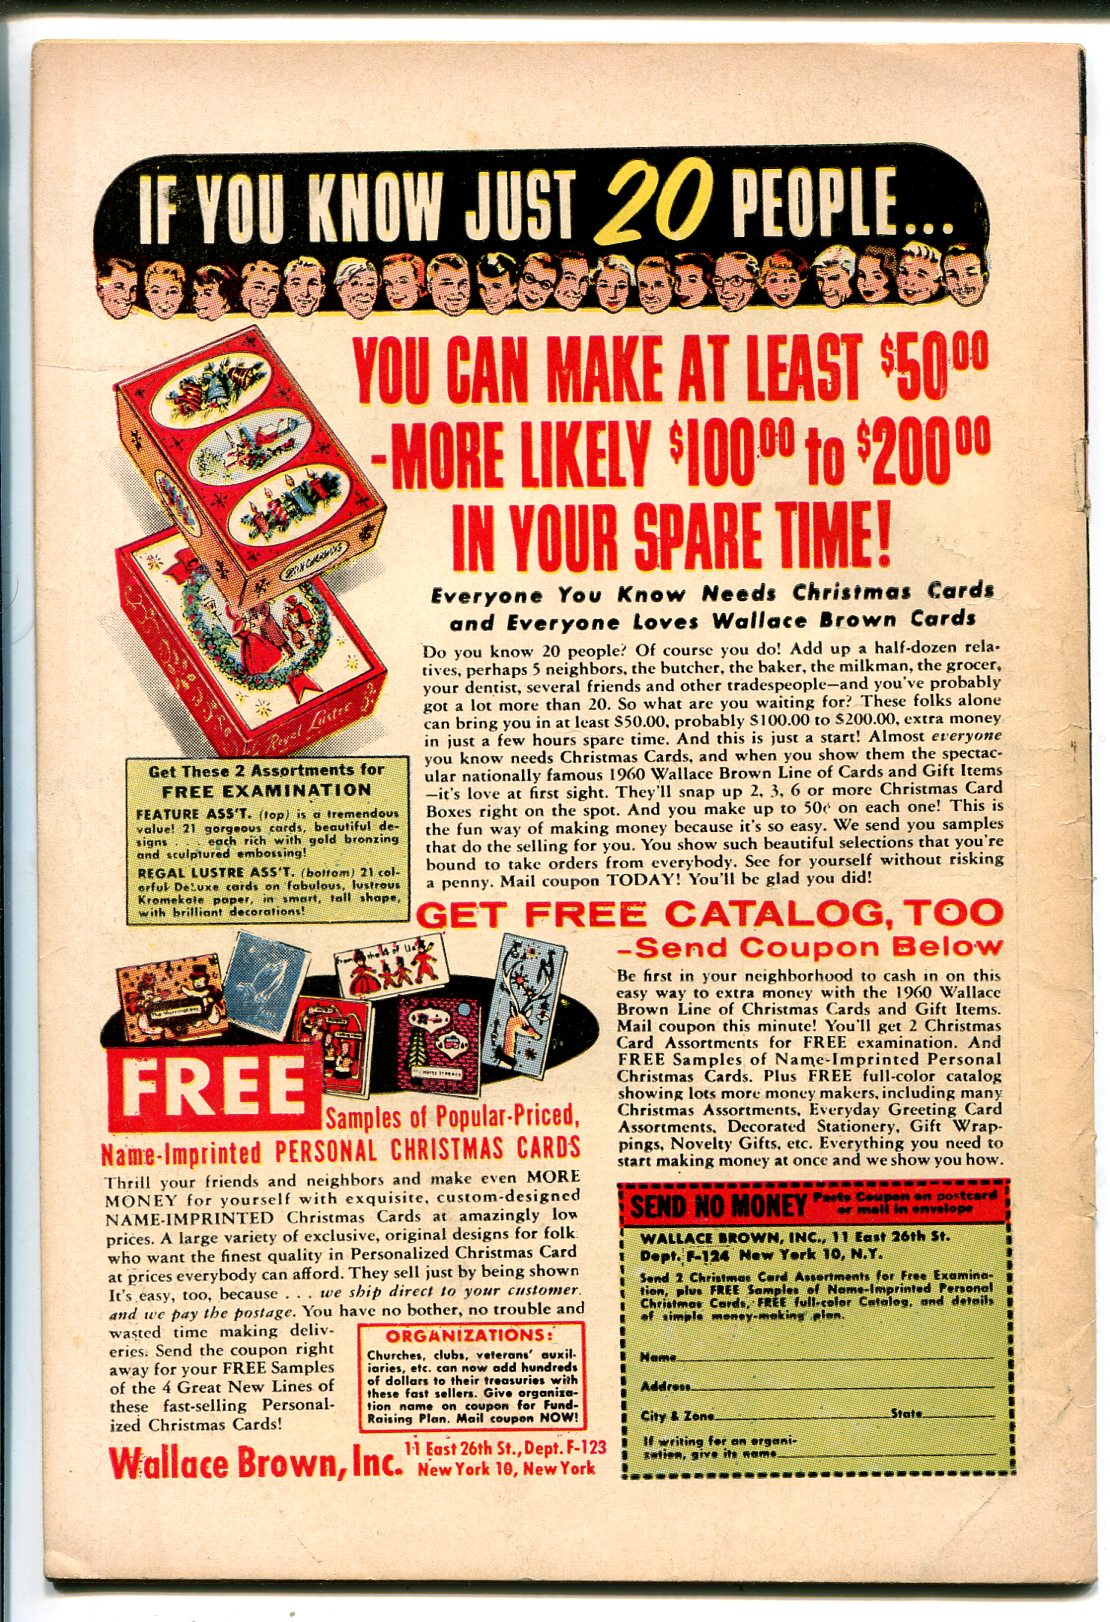 IF YOU KNOW JUST 20 PEOPLE...
YOU CAN MAKE AT LEAST $50.00
-MORE LIKELY $100.00 to $200.00
IN YOUR SPARE TIME!
Everyone You Know Needs Christmas Cards
and Everyone Loves Wallace Brown Cards
Do you know 20 people? Of course you do! Add up a half-dozen rela-
tives, perhaps 5 neighbors, the butcher, the baker, the milkman, the grocer,
your dentist, several friends and other tradespeople—and you've probably
got a lot more than 20. So what are you waiting for? These folks alone
can bring you in at least $50.00, probably $100.00 to $200.00, extra money
in just a few hours spare time. And this is just a start! Almost everyone
you know needs Christmas Cards, and when you show them the spectac-
ular nationally famous 1960 Wallace Brown Line of Cards and Gift Items
—it's love at first sight. They'll snap up 2, 3, 6 or more Christmas Card
Boxes right on the spot. And you make up to 50¢ on each one! This is
the fun way of making money because it's so easy. We send you samples
that do the selling for you. You show such beautiful selections that you're
bound to take orders from everybody. See for yourself without risking
a penny. Mail coupon TODAY! You'll be glad you did!
Regal Lustre
Get These 2 Assortments for
FREE EXAMINATION
FEATURE ASS'T. (top) is a tremendous
value! 21 gorgeous cards, beautiful de-
signs . . . each rich with gold bronzing
and sculptured embossing!
REGAL LUSTRE ASS'T. (bottom) 21 col-
orful DeLuxe cards on fabulous, lustrous
Kromekote paper, in smart, tall shape,
with brilliant decorations!
GET FREE CATALOG, TOO
-Send Coupon Below
Be first in your neighborhood to cash in on this
easy way to extra money with the 1960 Wallace
Brown Line of Christmas Cards and Gift Items.
Mail coupon this minute! You'll get 2 Christmas
Card Assortments for FREE examination. And
FREE Samples of Name-Imprinted Personal
Christmas Cards. Plus FREE full-color catalog
showing lots more money makers, including many
Christmas Assortments, Everyday Greeting Card
Assortments, Decorated Stationery, Gift Wrap-
pings, Novelty Gifts, etc. Everything you need to
start making money at once and we show you how.
FREE
Samples of Popular-Priced,
Name-Imprinted PERSONAL CHRISTMAS CARDS
Thrill your friends and neighbors and make even MORE
MONEY for yourself with exquisite, custom-designed
NAME-IMPRINTED Christmas Cards at amazingly low
prices. A large variety of exclusive, original designs for folk
who want the finest quality in Personalized Christmas Card
at prices everybody can afford. They sell just by being shown
It's easy, too, because . . . we ship direct to your customer.
and we pay the postage. You have no bother, no trouble and
wasted time making deliv-
eries. Send the coupon right
away for your FREE Samples
of the 4 Great New Lines of
these fast-selling Personal-
ized Christmas Cards!
ORGANIZATIONS:
Churches, clubs, veterans' auxil-
iaries, etc. can now add hundreds
of dollars to their treasuries with
these fast sellers. Give organiza-
tion name on coupon for Fund-
Raising Plan. Mail coupon NOW!
Wallace Brown, Inc. 11 East 26th St., Dept. F-123
New York 10, New York
SEND NO MONEY Paste Coupon on postcard
or mail in envelope
WALLACE BROWN, INC., 11 East 26th St.
Dept. F-124 New York 10, N.Y.
Send 2 Christmas Card Assortments for Free Examina-
tion, plus FREE Samples of Name-Imprinted Personal
Christmas Cards, FREE full-color Catalog, and details
of simple money-making plan.
Name
Address
City & Zone State
If writing for an organi-
zation, give its name